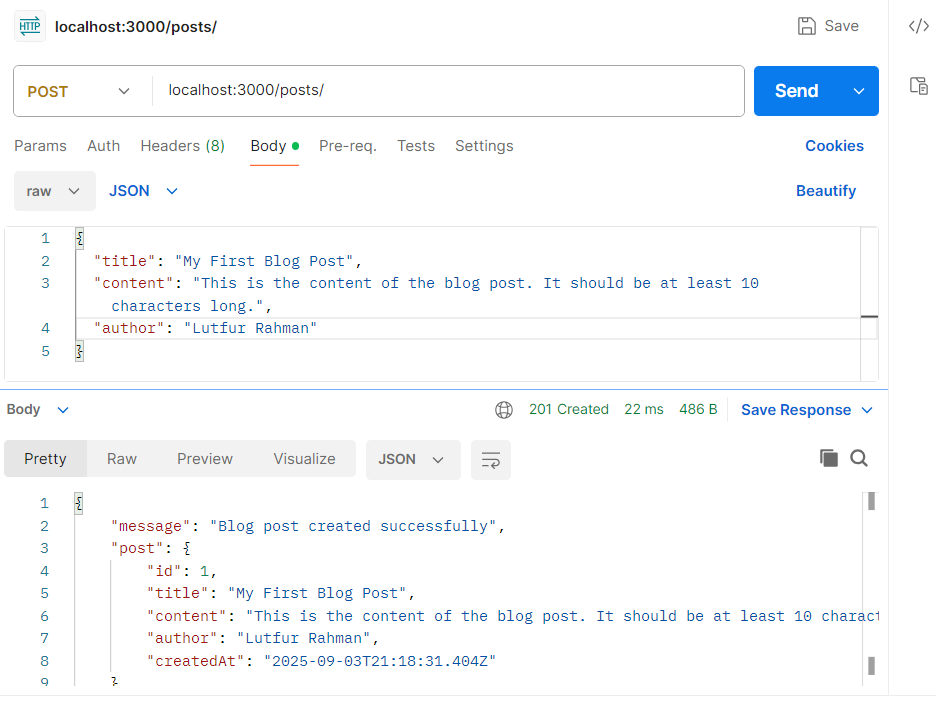 HTTP localhost:3000/posts/ Save </>
POST localhost:3000/posts/ Send
Params Auth Headers (8) Body Pre-req. Tests Settings Cookies
raw JSON Beautify
1 {
2 "title": "My First Blog Post",
3 "content": "This is the content of the blog post. It should be at least 10
characters long.",
4 "author": "Lutfur Rahman"
5 }
Body 201 Created 22 ms 486 B Save Response
Pretty Raw Preview Visualize JSON
1 {
2 "message": "Blog post created successfully",
3 "post": {
4 "id": 1,
5 "title": "My First Blog Post",
6 "content": "This is the content of the blog post. It should be at least 10 charact
7 "author": "Lutfur Rahman",
8 "createdAt": "2025-09-03T21:18:31.404Z"
9 }